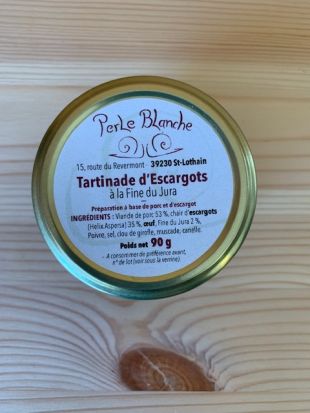 Perle Blanche
15, route du Revermont - 39230 St-Lothain
Tartinade d'Escargots
à la Fine du Jura
Préparation à base de porc et d'escargot
INGREDIENTS : Viande de porc 53 %, chair d'escargots
(Helix Aspersa) 35 %, œuf, Fine du Jura 2 %,
Poivre, sel, clou de girofle, muscade, canelle.
Poids net 90 g
- A consommer de préférence avant,
n° de lot (voir sous la verrine).